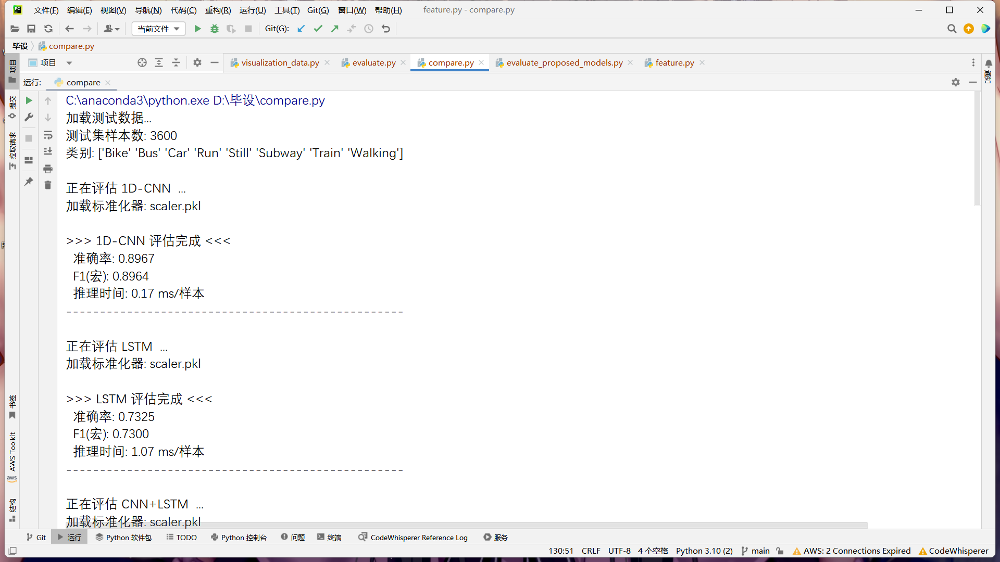 文件(F) 编辑(E) 视图(V) 导航(N) 代码(C) 重构(R) 运行(U) 工具(T) Git(G) 窗口(W) 帮助(H) feature.py - compare.py
当前文件 Git(G):
毕设 compare.py
项目 visualization_data.py evaluate.py compare.py evaluate_proposed_models.py feature.py
运行: compare
项目
提交
拉取请求
书签
AWS Toolkit
aws
结构
通知
C:\anaconda3\python.exe D:\毕设\compare.py
加载测试数据...
测试集样本数: 3600
类别: ['Bike' 'Bus' 'Car' 'Run' 'Still' 'Subway' 'Train' 'Walking']
正在评估 1D-CNN ...
加载标准化器: scaler.pkl
>>> 1D-CNN 评估完成 <<<
准确率: 0.8967
F1(宏): 0.8964
推理时间: 0.17 ms/样本
--------------------------------------------------
正在评估 LSTM ...
加载标准化器: scaler.pkl
>>> LSTM 评估完成 <<<
准确率: 0.7325
F1(宏): 0.7300
推理时间: 1.07 ms/样本
--------------------------------------------------
正在评估 CNN+LSTM ...
加载标准化器: scaler.pkl
Git 运行 Python 软件包 TODO Python 控制台 问题 终端 CodeWhisperer Reference Log 服务
130:51 CRLF UTF-8 4 个空格 Python 3.10 (2) main AWS: 2 Connections Expired CodeWhisperer